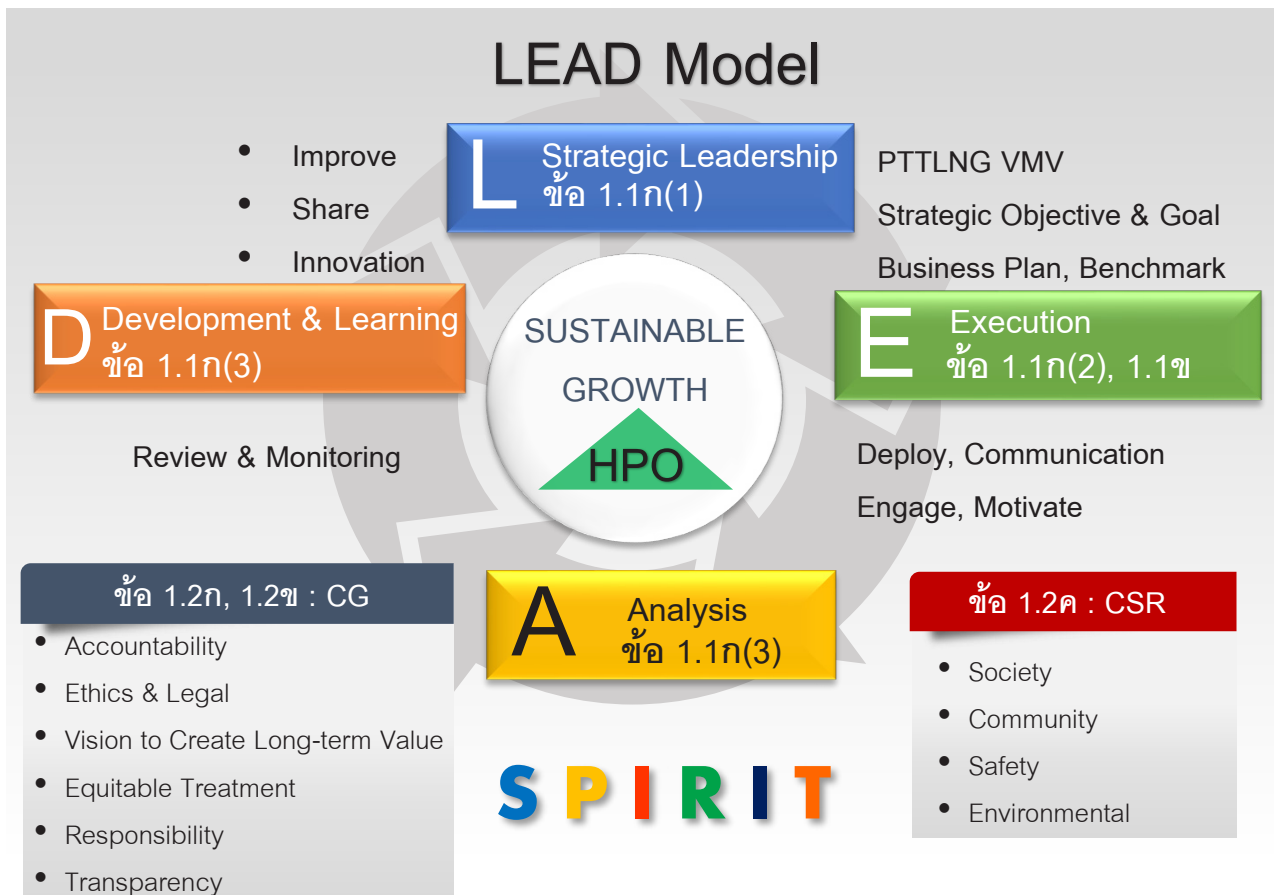 LEAD Model
• Improve
• Share
• Innovation
L
Strategic Leadership
ข้อ 1.1ก(1)
PTTLNG VMV
Strategic Objective & Goal
Business Plan, Benchmark
D
Development & Learning
ข้อ 1.1ก(3)
SUSTAINABLE
GROWTH
HPO
E
Execution
ข้อ 1.1ก(2), 1.1ข
Review & Monitoring
Deploy, Communication
Engage, Motivate
ข้อ 1.2ก, 1.2ข : CG
• Accountability
• Ethics & Legal
• Vision to Create Long-term Value
• Equitable Treatment
• Responsibility
• Transparency
A
Analysis
ข้อ 1.1ก(3)
SPIRIT
ข้อ 1.2ค : CSR
• Society
• Community
• Safety
• Environmental